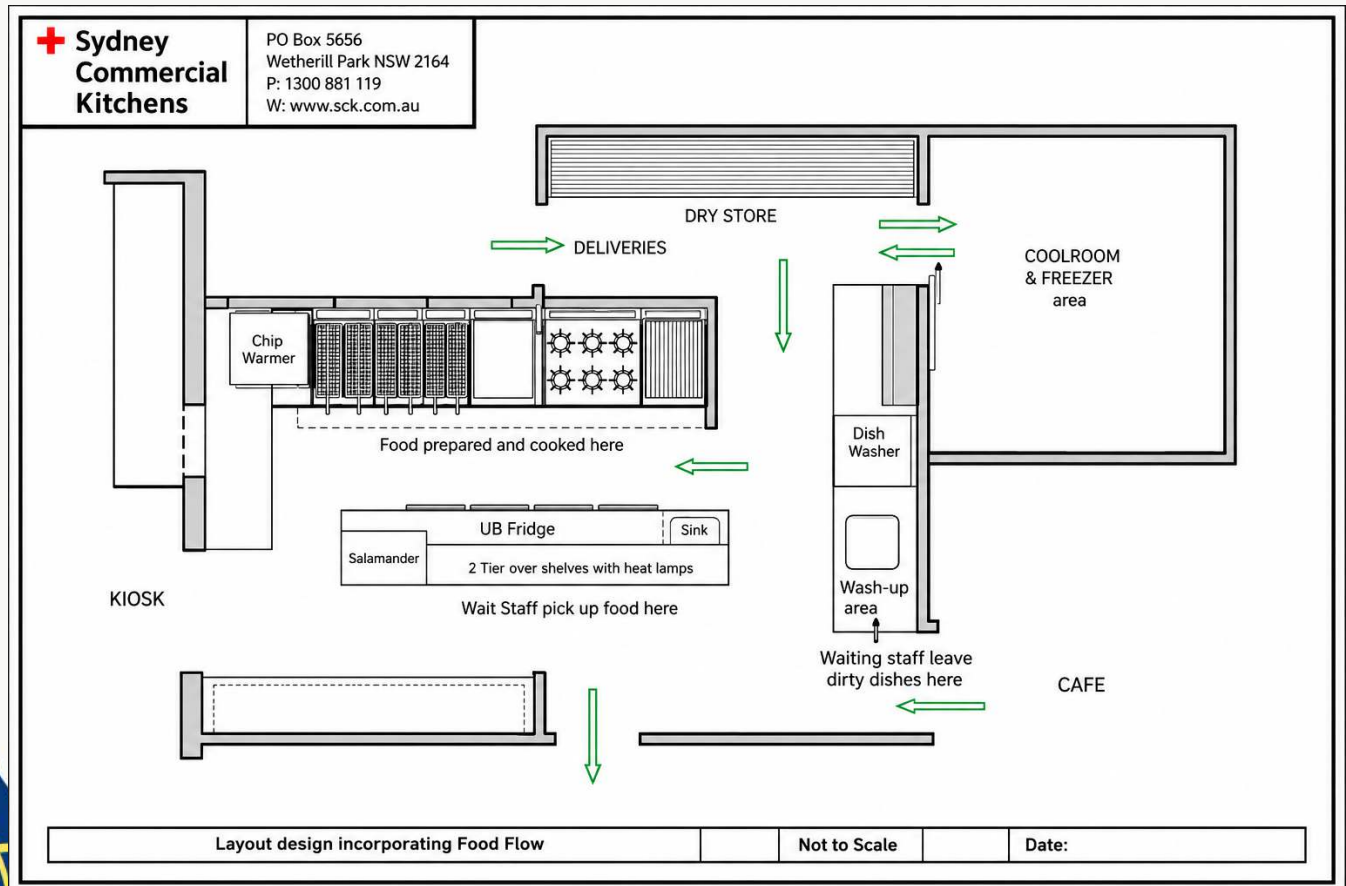 Sydney
Commercial
Kitchens
PO Box 5656
Wetherill Park NSW 2164
P: 1300 881 119
W: www.sck.com.au
DRY STORE
DELIVERIES
COOLROOM
& FREEZER
area
Chip
Warmer
Food prepared and cooked here
Dish
Washer
UB Fridge
Sink
Salamander
2 Tier over shelves with heat lamps
Wash-up
area
KIOSK
Wait Staff pick up food here
Waiting staff leave
dirty dishes here
CAFE
Layout design incorporating Food Flow
Not to Scale
Date: